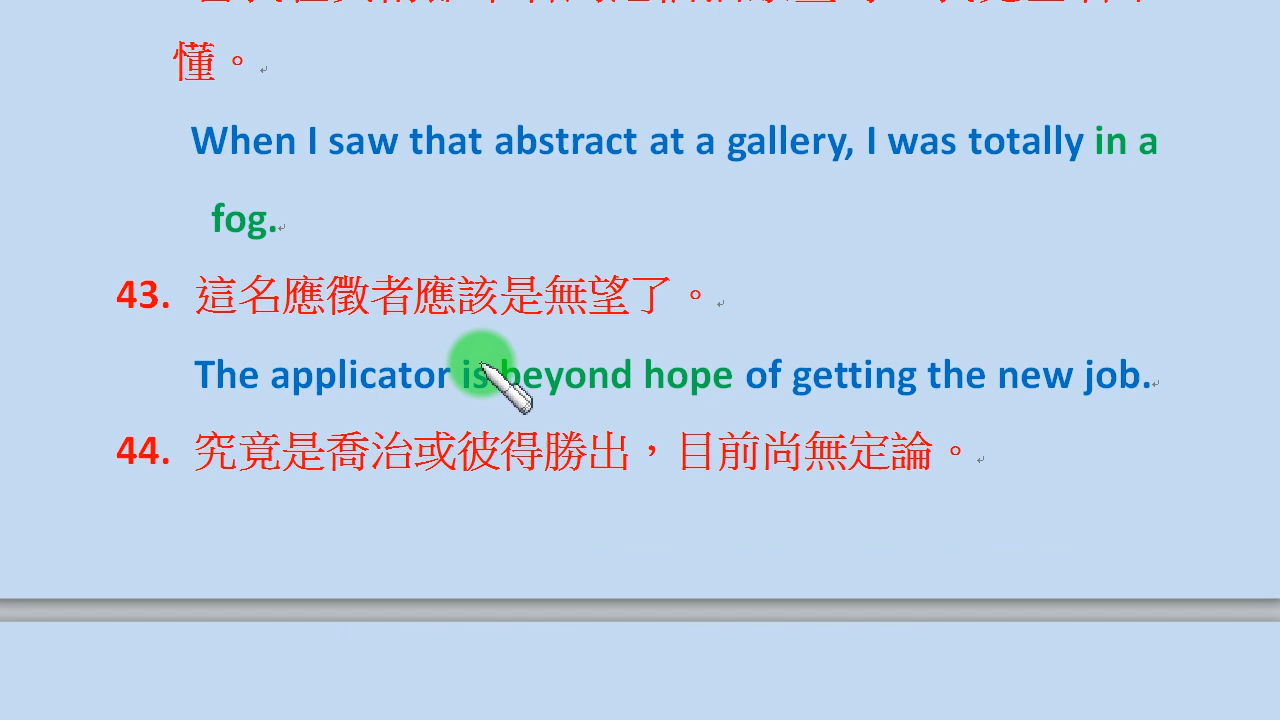 懂。
When I saw that abstract at a gallery, I was totally in a
fog.
43. 這名應徵者應該是無望了。
The applicator is beyond hope of getting the new job.
44. 究竟是喬治或彼得勝出，目前尚無定論。